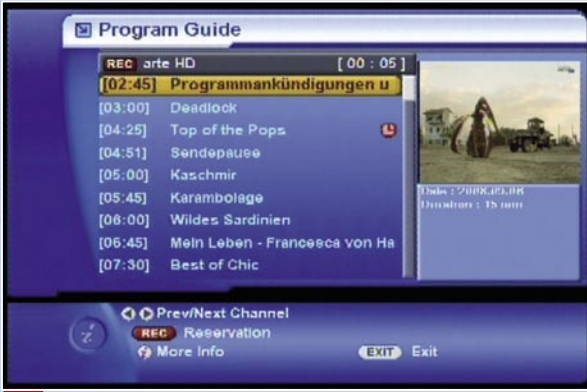 Program Guide
REC arte HD [ 00 : 05 ]
[02:45] Programmankündigungen u
[03:00] Deadlock
[04:25] Top of the Pops
[04:51] Sendepause
[05:00] Kaschmir
[05:45] Karambolage
[06:00] Wildes Sardinien
[06:45] Mein Leben - Francesca von Ha
[07:30] Best of Chic
Date : 2008.09.06
Duration : 15 min
Prev/Next Channel
REC Reservation
More Info EXIT Exit